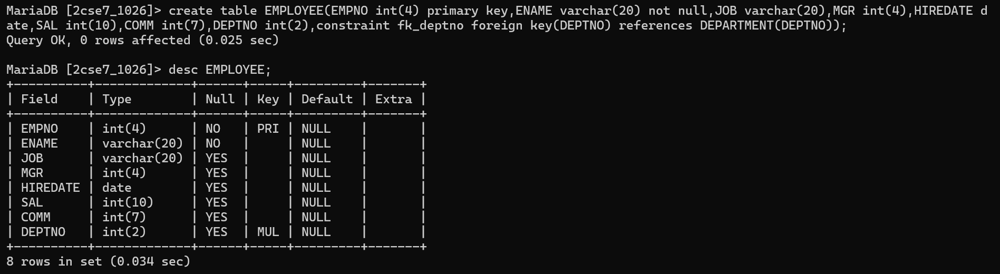 MariaDB [2cse7_1026]> create table EMPLOYEE(EMPNO int(4) primary key,ENAME varchar(20) not null,JOB varchar(20),MGR int(4),HIREDATE d
ate,SAL int(10),COMM int(7),DEPTNO int(2),constraint fk_deptno foreign key(DEPTNO) references DEPARTMENT(DEPTNO));
Query OK, 0 rows affected (0.025 sec)

MariaDB [2cse7_1026]> desc EMPLOYEE;
+----------+-------------+------+-----+---------+-------+
| Field    | Type        | Null | Key | Default | Extra |
+----------+-------------+------+-----+---------+-------+
| EMPNO    | int(4)      | NO   | PRI | NULL    |       |
| ENAME    | varchar(20) | NO   |     | NULL    |       |
| JOB      | varchar(20) | YES  |     | NULL    |       |
| MGR      | int(4)      | YES  |     | NULL    |       |
| HIREDATE | date        | YES  |     | NULL    |       |
| SAL      | int(10)     | YES  |     | NULL    |       |
| COMM     | int(7)      | YES  |     | NULL    |       |
| DEPTNO   | int(2)      | YES  | MUL | NULL    |       |
+----------+-------------+------+-----+---------+-------+
8 rows in set (0.034 sec)